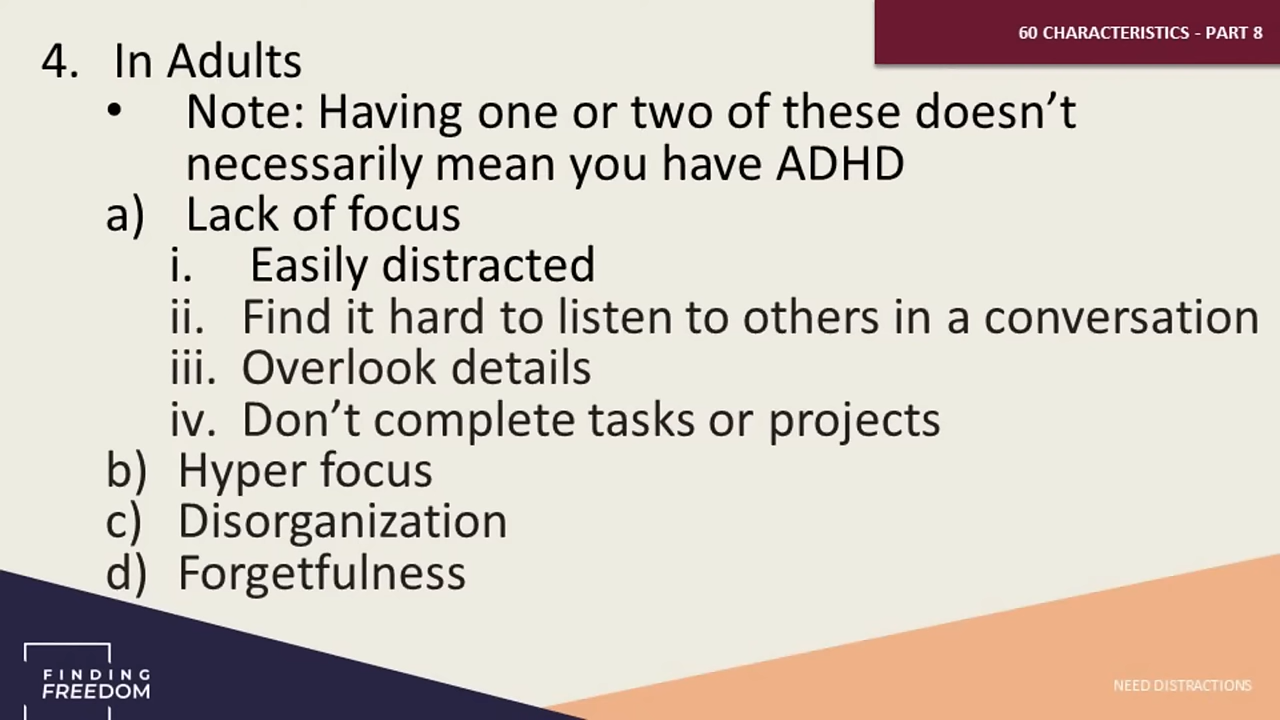 60 CHARACTERISTICS - PART 8
4. In Adults
• Note: Having one or two of these doesn’t
necessarily mean you have ADHD
a) Lack of focus
i. Easily distracted
ii. Find it hard to listen to others in a conversation
iii. Overlook details
iv. Don’t complete tasks or projects
b) Hyper focus
c) Disorganization
d) Forgetfulness
FINDING
FREEDOM
NEED DISTRACTIONS